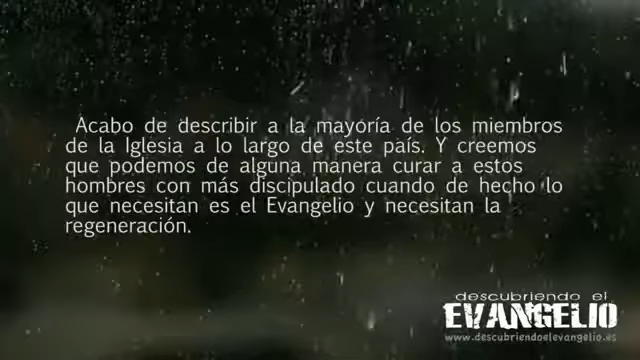 Acabo de describir a la mayoría de los miembros
de la Iglesia a lo largo de este país. Y creemos
que podemos de alguna manera curar a estos
hombres con más discipulado cuando de hecho lo
que necesitan es el Evangelio y necesitan la
regeneración.
descubriendo el
EVANGELIO
www.descubriendoelevangelio.es